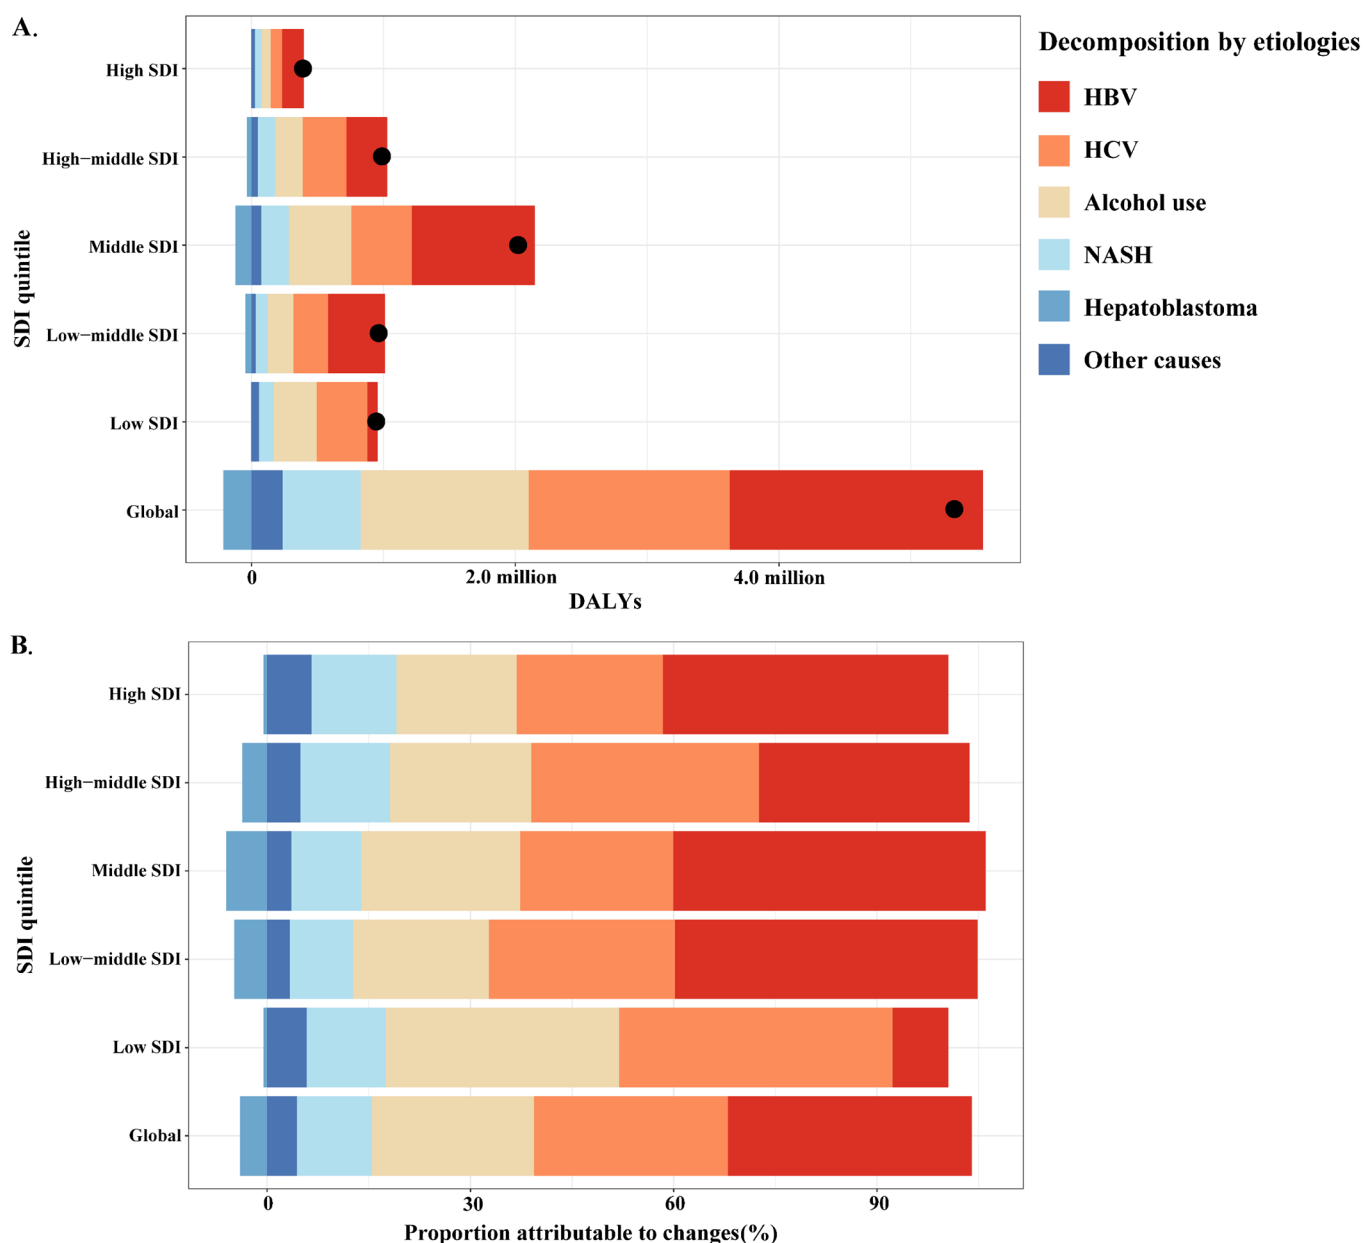 A.
Decomposition by etiologies
HBV
HCV
Alcohol use
NASH
Hepatoblastoma
Other causes
SDI quintile
High SDI
High−middle SDI
Middle SDI
Low−middle SDI
Low SDI
Global
0
2.0 million
4.0 million
DALYs
B.
SDI quintile
High SDI
High−middle SDI
Middle SDI
Low−middle SDI
Low SDI
Global
0
30
60
90
Proportion attributable to changes(%)